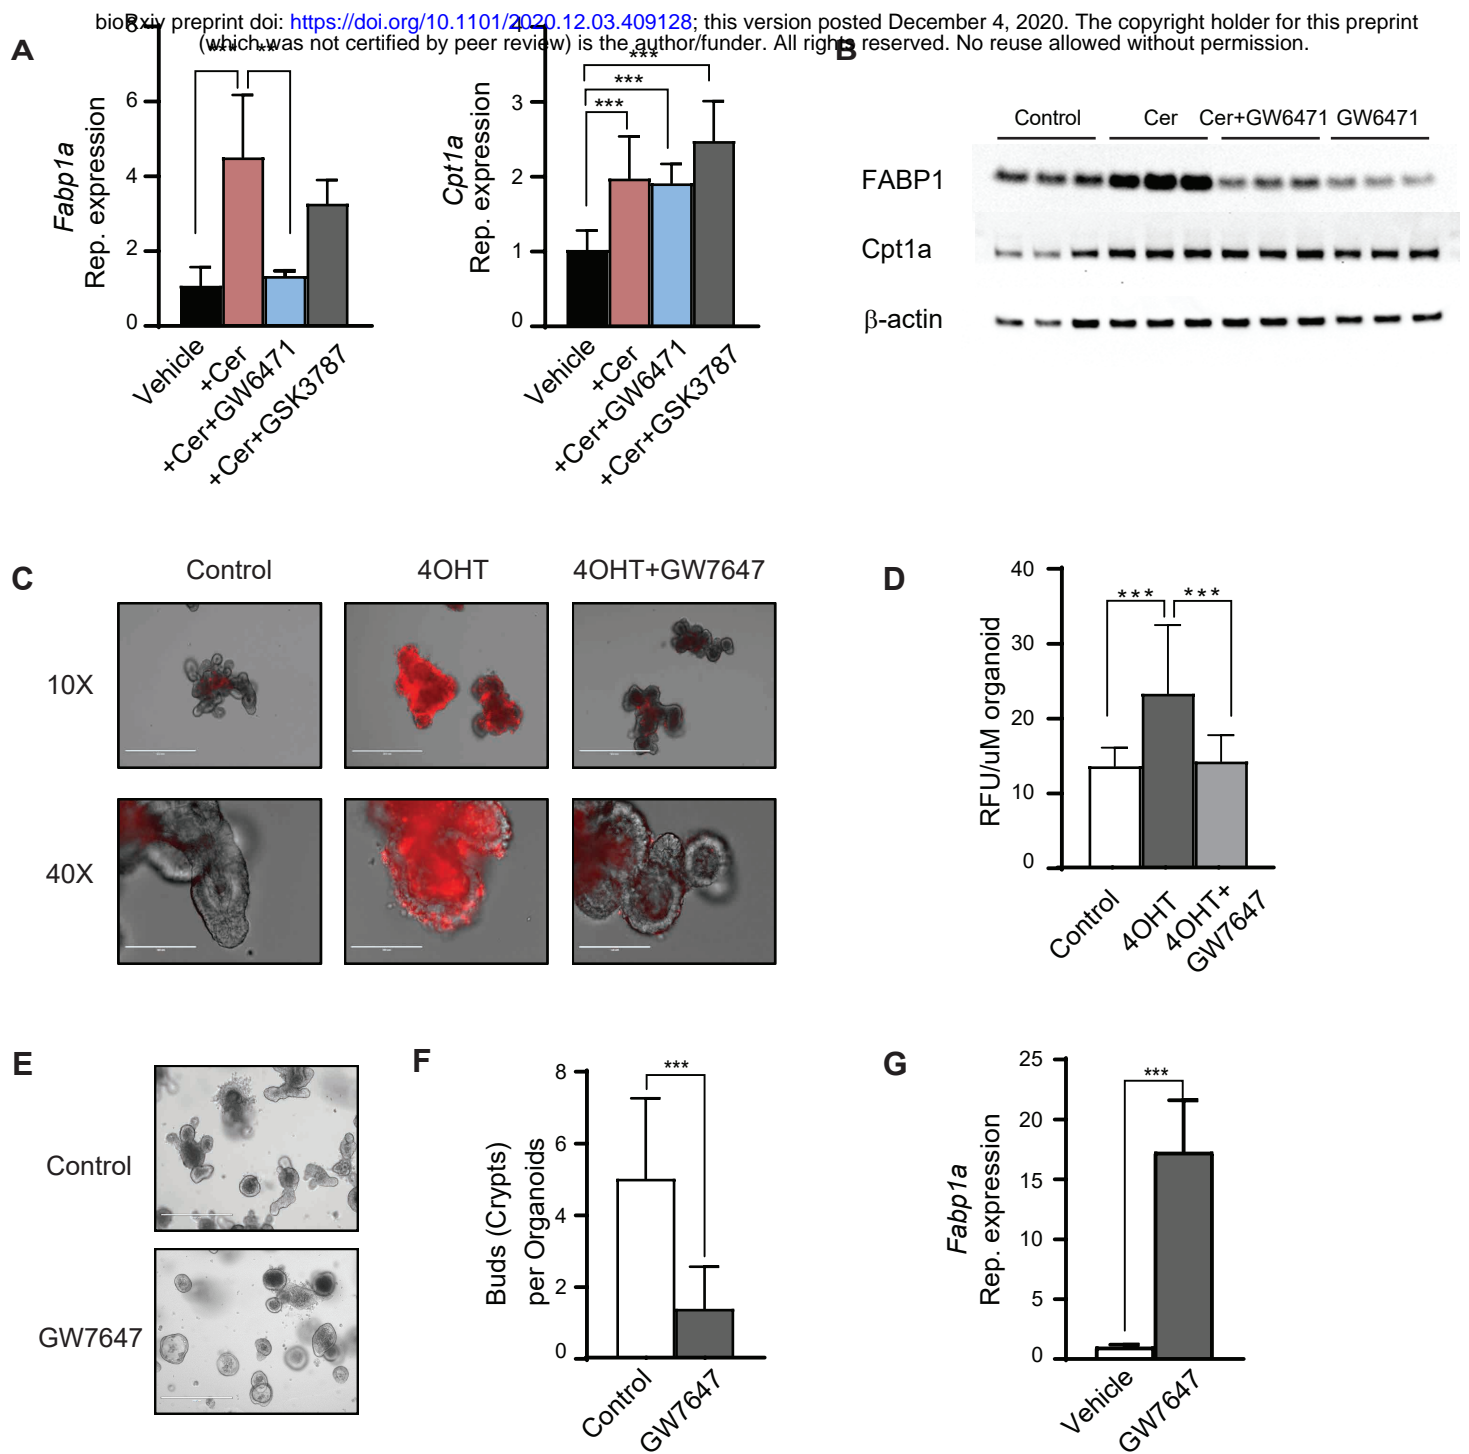 bioRxiv preprint doi: https://doi.org/10.1101/2020.12.03.409128; this version posted December 4, 2020. The copyright holder for this preprint
(which was not certified by peer review) is the author/funder. All rights reserved. No reuse allowed without permission.
A
Fabp1a
Rep. expression
8
6
4
2
0
*** **
Vehicle
+Cer
+Cer+GW6471
+Cer+GSK3787
Cpt1a
Rep. expression
4
3
2
1
0
***
***
***
Vehicle
+Cer
+Cer+GW6471
+Cer+GSK3787
B
Control Cer Cer+GW6471 GW6471
FABP1
Cpt1a
β-actin
C
Control 4OHT 4OHT+GW7647
10X
40X
D
RFU/uM organoid
40
30
20
10
0
*** ***
Control
4OHT
4OHT+
GW7647
E
Control
GW7647
F
Buds (Crypts)
per Organoids
8
6
4
2
0
***
Control
GW7647
G
Fabp1a
Rep. expression
25
20
15
10
5
0
***
Vehicle
GW7647